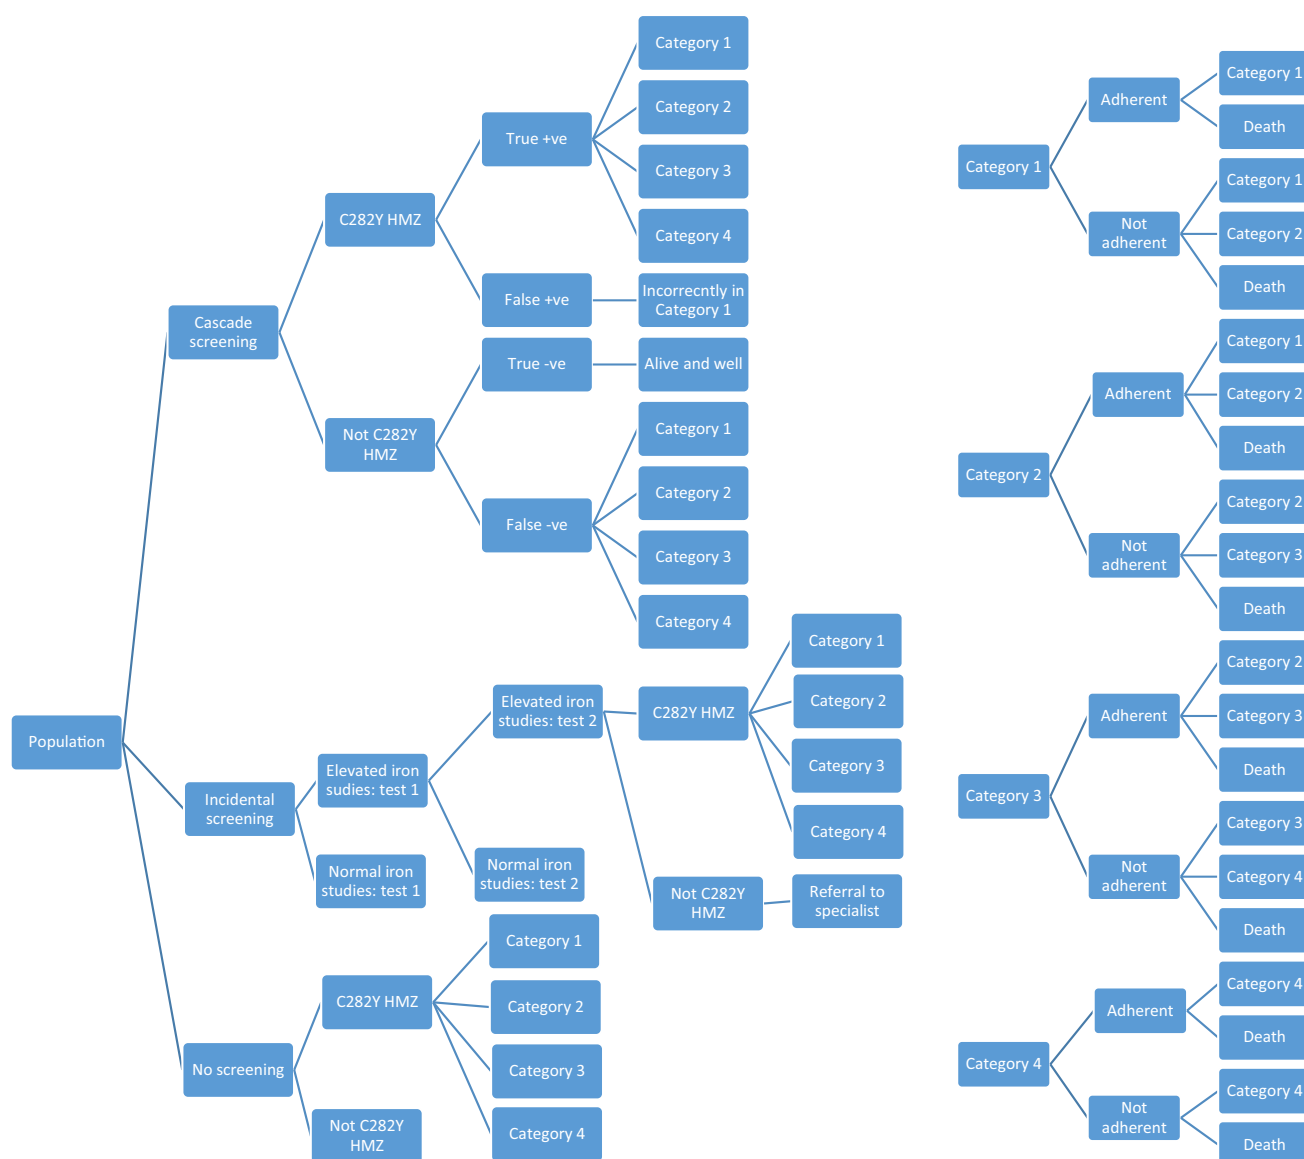 Population
Cascade
screening
C282Y HMZ
True +ve
Category 1
Category 2
Category 3
Category 4
False +ve
Incorrecntly in
Category 1
Not C282Y
HMZ
True -ve
Alive and well
False -ve
Category 1
Category 2
Category 3
Category 4
Incidental
screening
Elevated iron
sudies: test 1
Elevated iron
studies: test 2
C282Y HMZ
Category 1
Category 2
Category 3
Category 4
Not C282Y
HMZ
Referral to
specialist
Normal iron
studies: test 2
Normal iron
studies: test 1
No screening
C282Y HMZ
Category 1
Category 2
Category 3
Category 4
Not C282Y
HMZ
Category 1
Adherent
Category 1
Death
Not
adherent
Category 1
Category 2
Death
Category 2
Adherent
Category 1
Category 2
Death
Not
adherent
Category 2
Category 3
Death
Category 3
Adherent
Category 2
Category 3
Death
Not
adherent
Category 3
Category 4
Death
Category 4
Adherent
Category 4
Death
Not
adherent
Category 4
Death